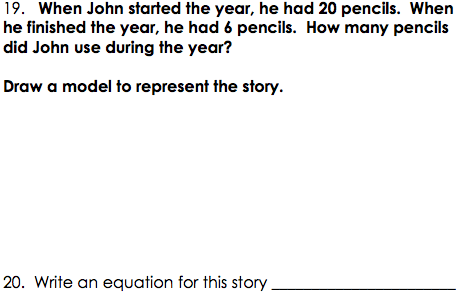 19. When John started the year, he had 20 pencils. When
he finished the year, he had 6 pencils. How many pencils
did John use during the year?
Draw a model to represent the story.
20. Write an equation for this story ____________________